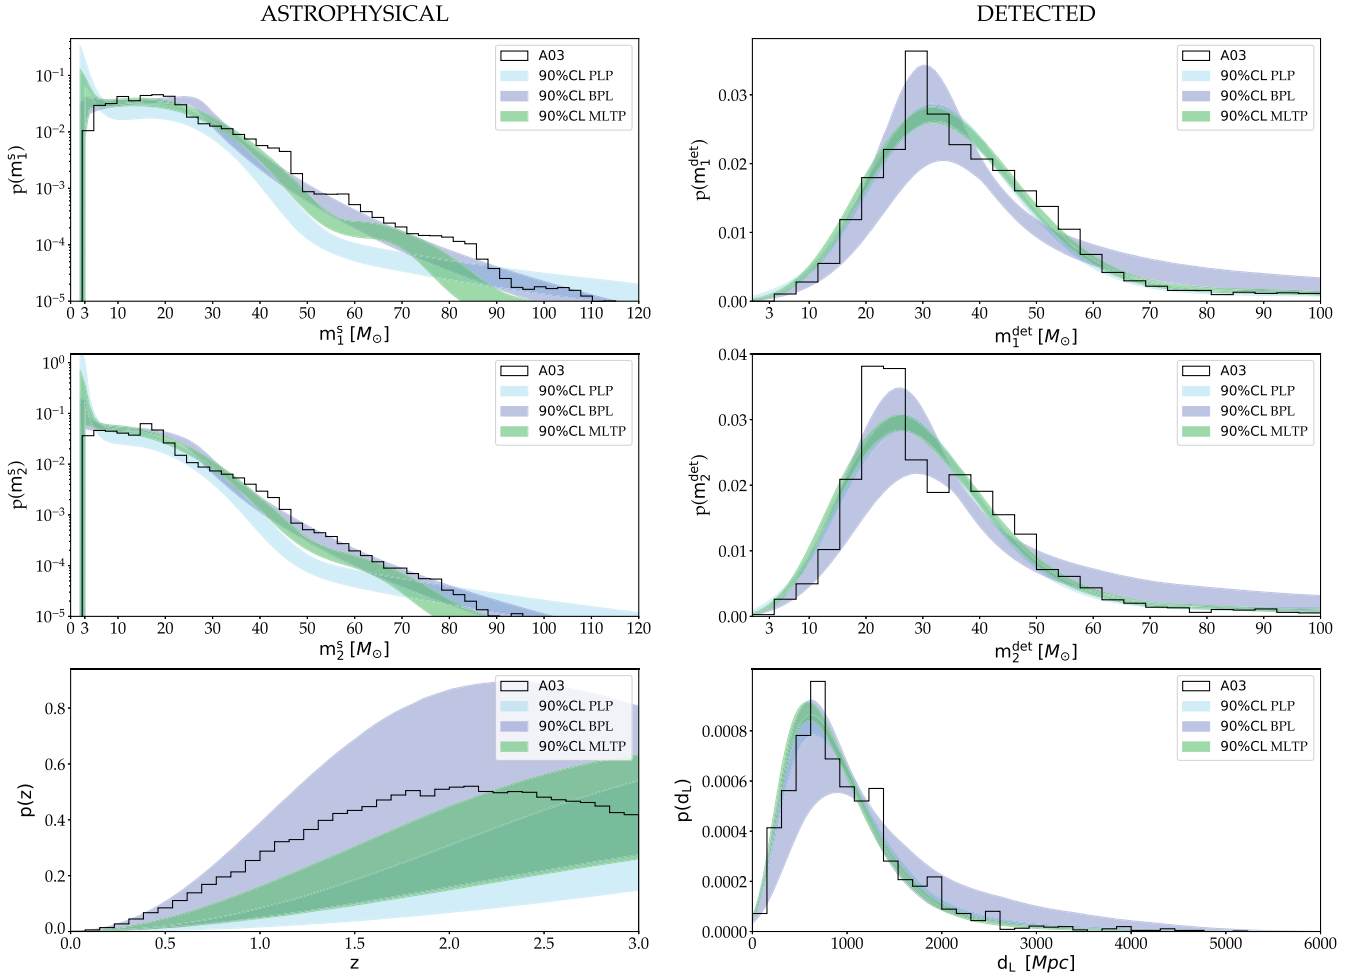 ASTROPHYSICAL
DETECTED
p(m₁ˢ)
10⁻¹
10⁻²
10⁻³
10⁻⁴
10⁻⁵
A03
90%CL PLP
90%CL BPL
90%CL MLTP
0 3 10 20 30 40 50 60 70 80 90 100 110 120
m₁ˢ [M⊙]
p(m₁ᵈᵉᵗ)
0.03
0.02
0.01
0.00
A03
90%CL PLP
90%CL BPL
90%CL MLTP
3 10 20 30 40 50 60 70 80 90 100
m₁ᵈᵉᵗ [M⊙]
p(m₂ˢ)
10⁰
10⁻¹
10⁻²
10⁻³
10⁻⁴
10⁻⁵
A03
90%CL PLP
90%CL BPL
90%CL MLTP
0 3 10 20 30 40 50 60 70 80 90 100 110 120
m₂ˢ [M⊙]
p(m₂ᵈᵉᵗ)
0.04
0.03
0.02
0.01
0.00
A03
90%CL PLP
90%CL BPL
90%CL MLTP
3 10 20 30 40 50 60 70 80 90 100
m₂ᵈᵉᵗ [M⊙]
p(z)
0.8
0.6
0.4
0.2
0.0
A03
90%CL PLP
90%CL BPL
90%CL MLTP
0.0 0.5 1.0 1.5 2.0 2.5 3.0
z
p(d_L)
0.0008
0.0006
0.0004
0.0002
0.0000
A03
90%CL PLP
90%CL BPL
90%CL MLTP
0 1000 2000 3000 4000 5000 6000
d_L [Mpc]